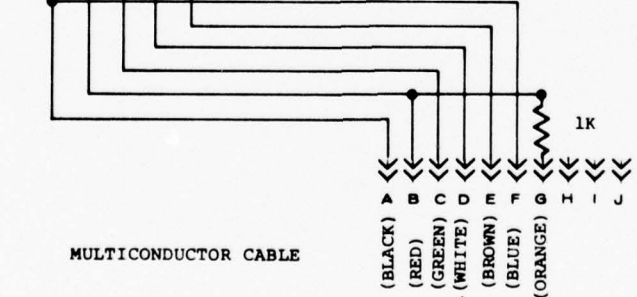 1K
A B C D E F G H I J
(BLACK) (RED) (GREEN) (WHITE) (BROWN) (BLUE) (ORANGE)
MULTICONDUCTOR CABLE